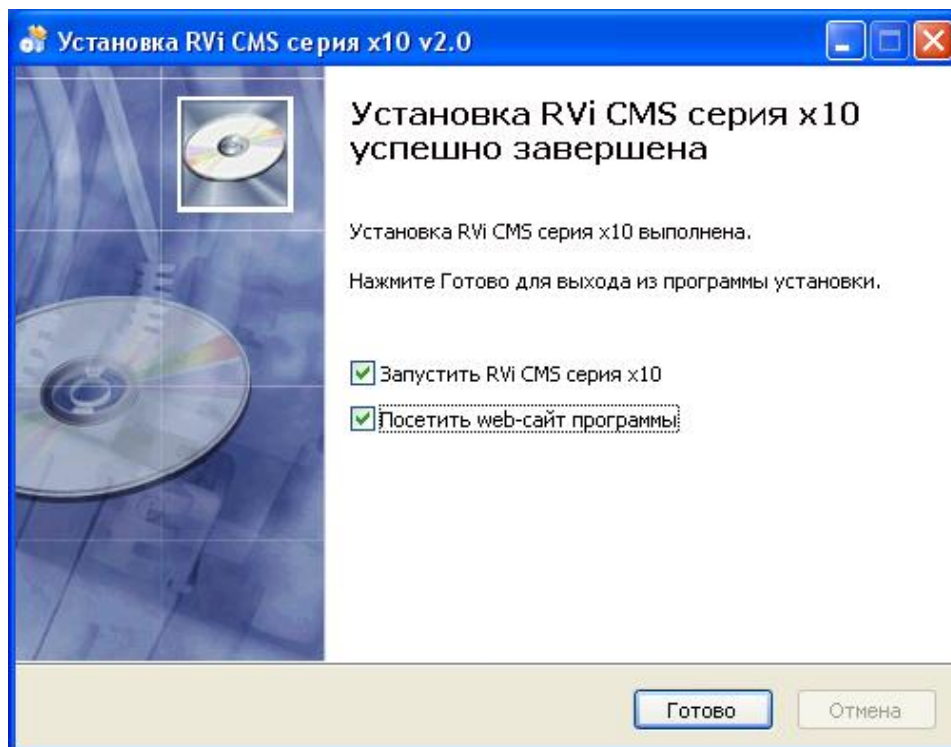 Установка RVi CMS серия x10 v2.0
Установка RVi CMS серия x10
успешно завершена
Установка RVi CMS серия x10 выполнена.
Нажмите Готово для выхода из программы установки.
Запустить RVi CMS серия x10
Посетить web-сайт программы
Готово
Отмена